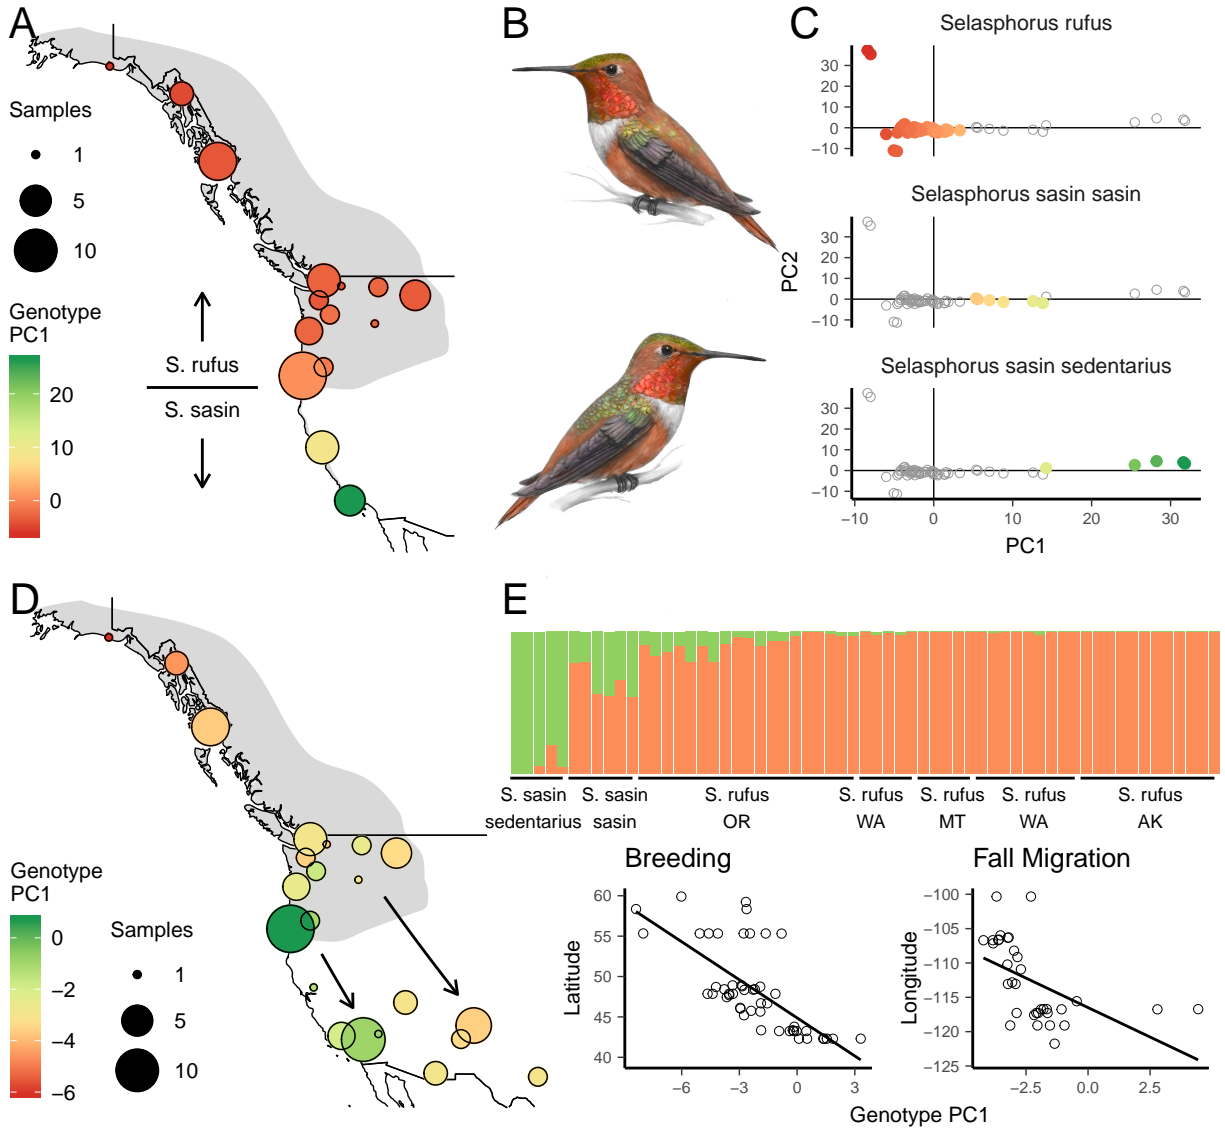 A
Samples
1
5
10
Genotype
PC1
20
10
0
S. rufus
S. sasin
B
C
Selasphorus rufus
30
20
10
0
−10
Selasphorus sasin sasin
30
20
10
0
−10
PC2
Selasphorus sasin sedentarius
30
20
10
0
−10
−10 0 10 20 30
PC1
D
Genotype
PC1
0
−2
−4
−6
Samples
1
5
10
E
S. sasin S. sasin S. rufus S. rufus S. rufus S. rufus S. rufus
sedentarius sasin OR WA MT WA AK
Breeding
60
55
50
45
40
Latitude
−6 −3 0 3
Fall Migration
−100
−105
−110
−115
−120
−125
Longitude
−2.5 0.0 2.5
Genotype PC1